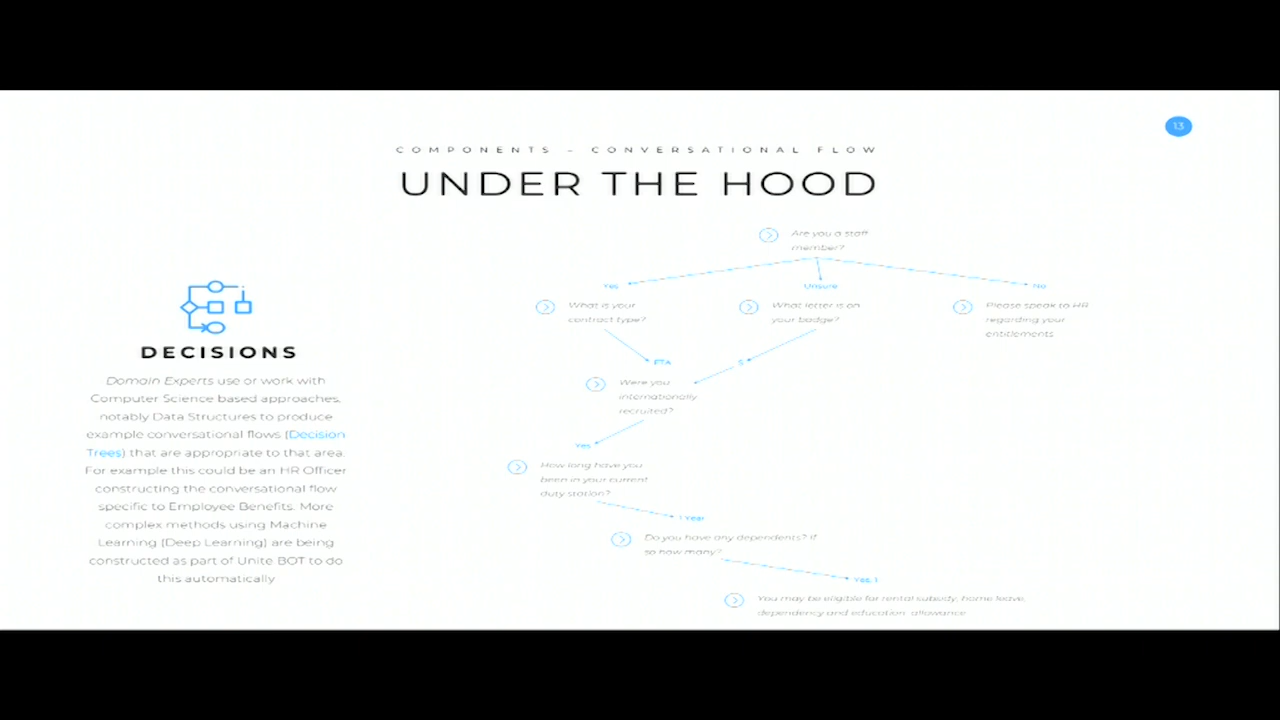 13
COMPONENTS – CONVERSATIONAL FLOW
UNDER THE HOOD
DECISIONS
Domain Experts use or work with
Computer Science based approaches,
notably Data Structures to produce
example conversational flows (Decision
Trees) that are appropriate to that area.
For example this could be an HR Officer
constructing the conversational flow
specific to Employee Benefits. More
complex methods using Machine
Learning (Deep Learning) are being
constructed as part of Unite BOT to do
this automatically
Are you a staff
member?
Yes
Unsure
No
What is your
contract type?
What letter is on
your badge?
Please speak to HR
regarding your
entitlements
FTA
S
Were you
internationally
recruited?
Yes
How long have you
been in your current
duty station?
1 Year
Do you have any dependents? If
so how many?
Yes, 1
You may be eligible for rental subsidy, home leave,
dependency and education allowance